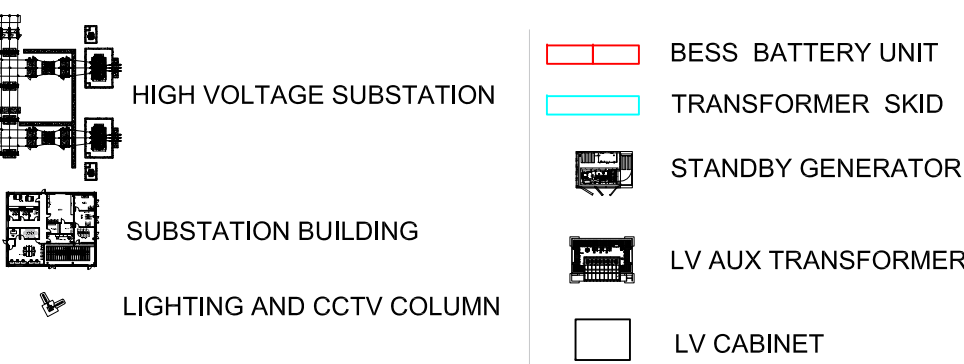 HIGH VOLTAGE SUBSTATION
SUBSTATION BUILDING
LIGHTING AND CCTV COLUMN
BESS BATTERY UNIT
TRANSFORMER SKID
STANDBY GENERATOR
LV AUX TRANSFORMER
LV CABINET